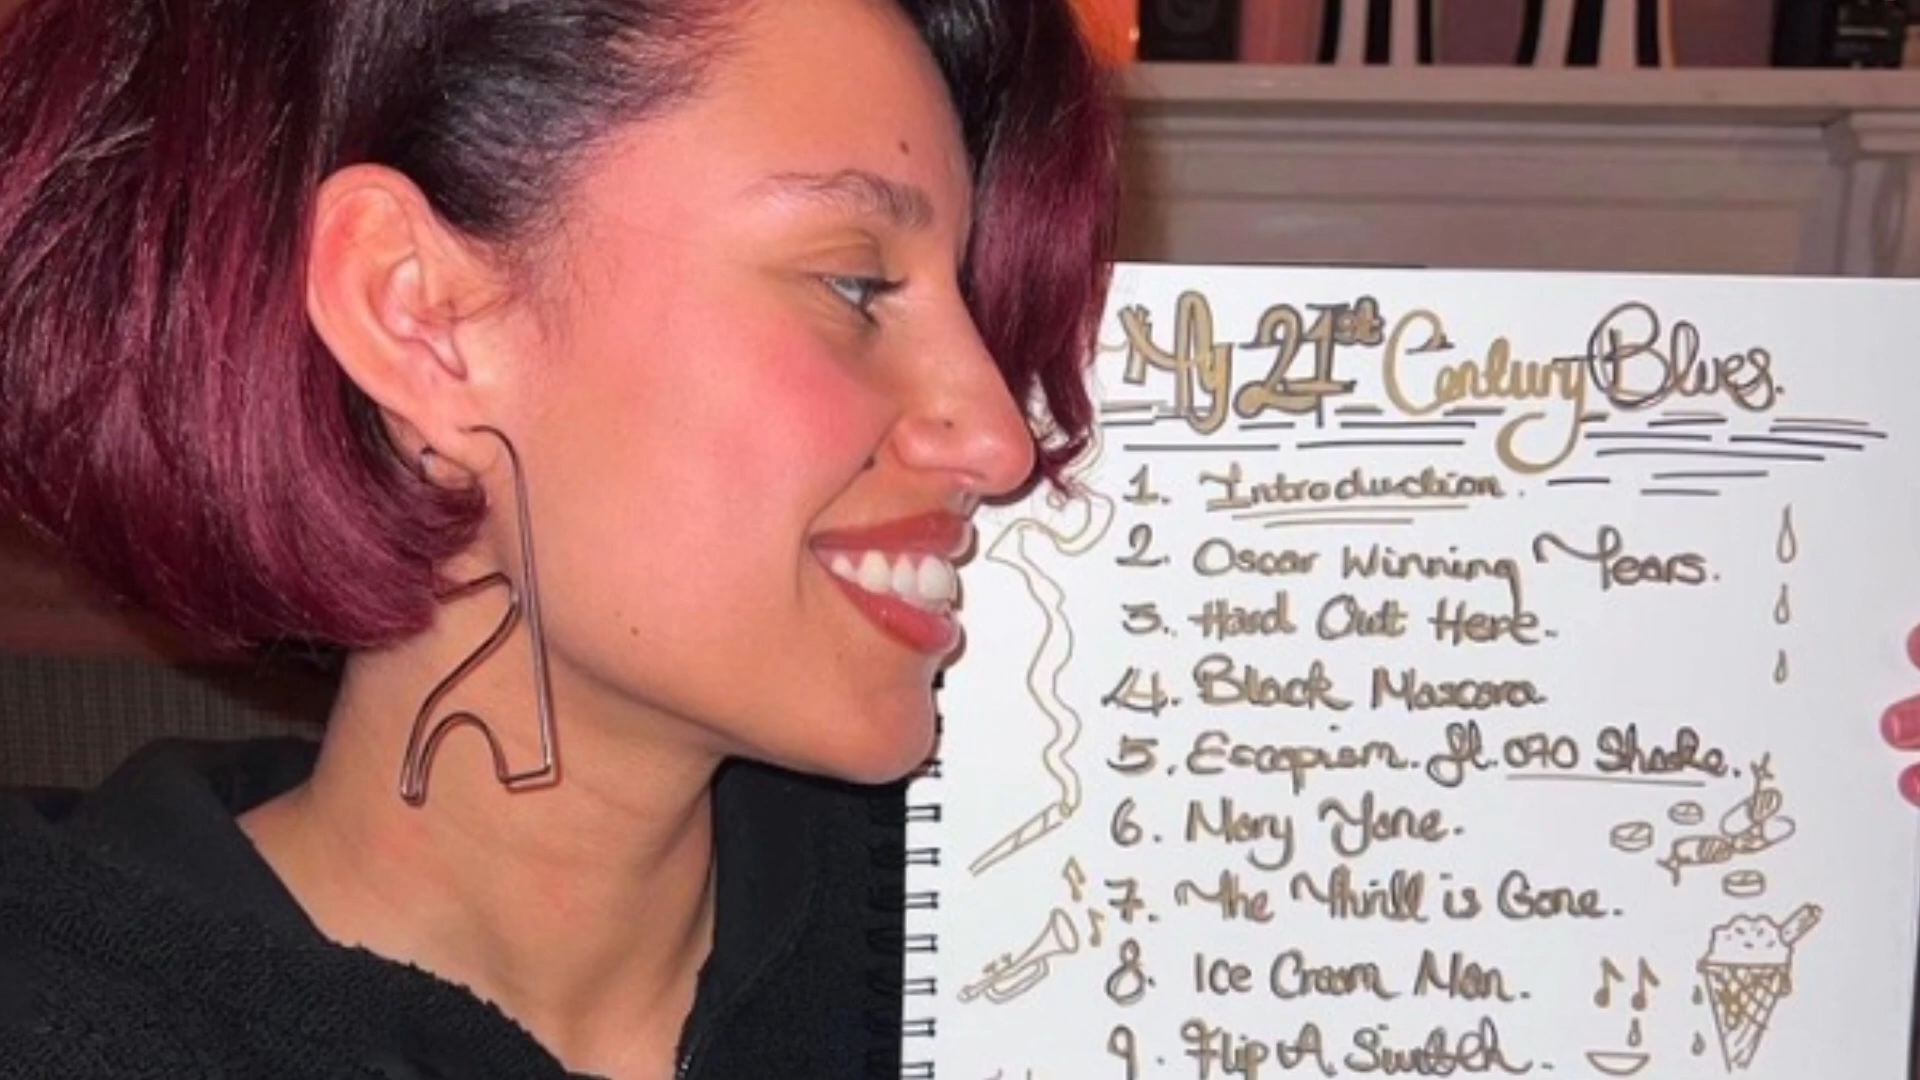 My 21st Century Blues.
1. Introduction.
2. Oscar Winning Tears.
3. Hard Out Here.
4. Black Mascara
5. Escapism. ft. 070 Shake.
6. Mary Jane.
7. The Thrill is Gone.
8. Ice Cream Man.
9. Flip A Switch.